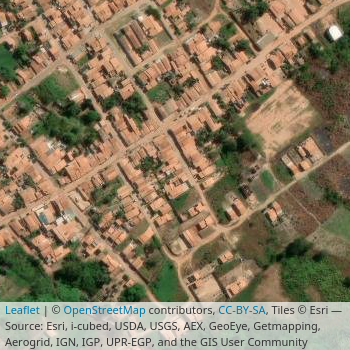 Leaflet | © OpenStreetMap contributors, CC-BY-SA, Tiles © Esri —
Source: Esri, i-cubed, USDA, USGS, AEX, GeoEye, Getmapping,
Aerogrid, IGN, IGP, UPR-EGP, and the GIS User Community